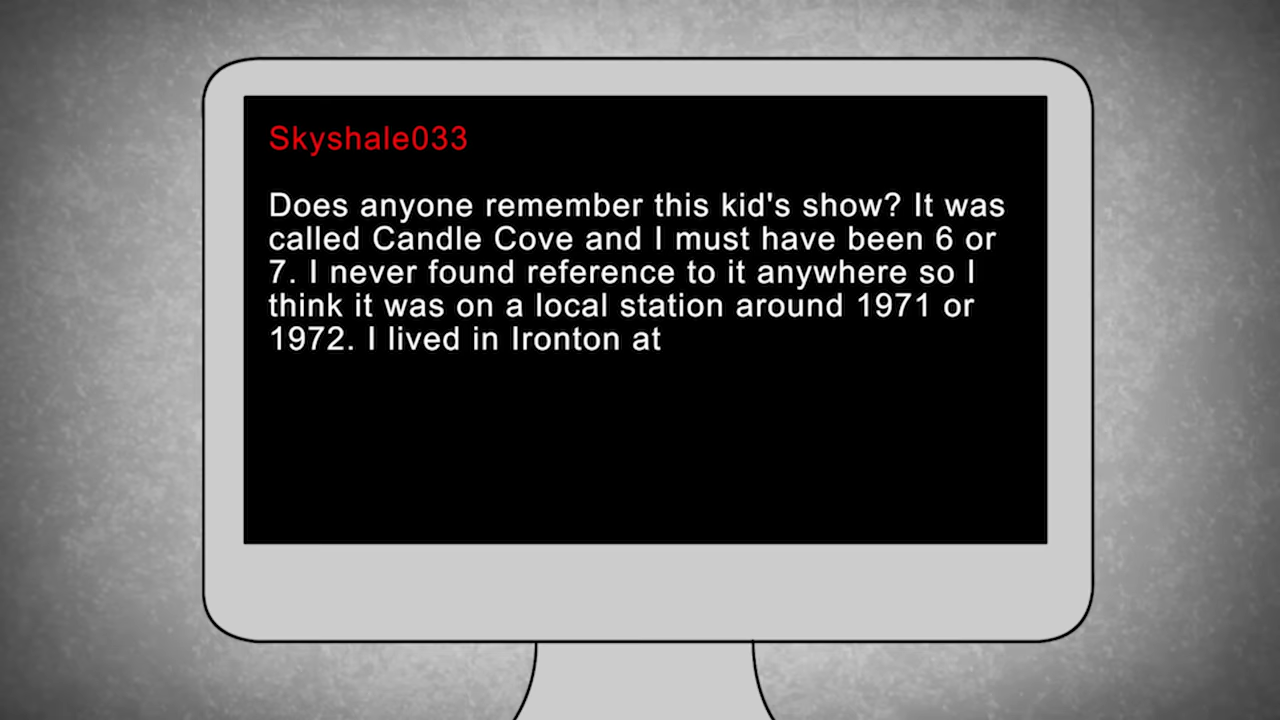 Skyshale033
Does anyone remember this kid's show? It was
called Candle Cove and I must have been 6 or
7. I never found reference to it anywhere so I
think it was on a local station around 1971 or
1972. I lived in Ironton at